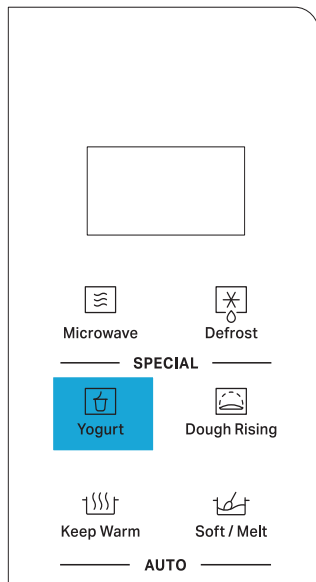 Microwave Defrost
SPECIAL
Yogurt Dough Rising
Keep Warm Soft / Melt
AUTO